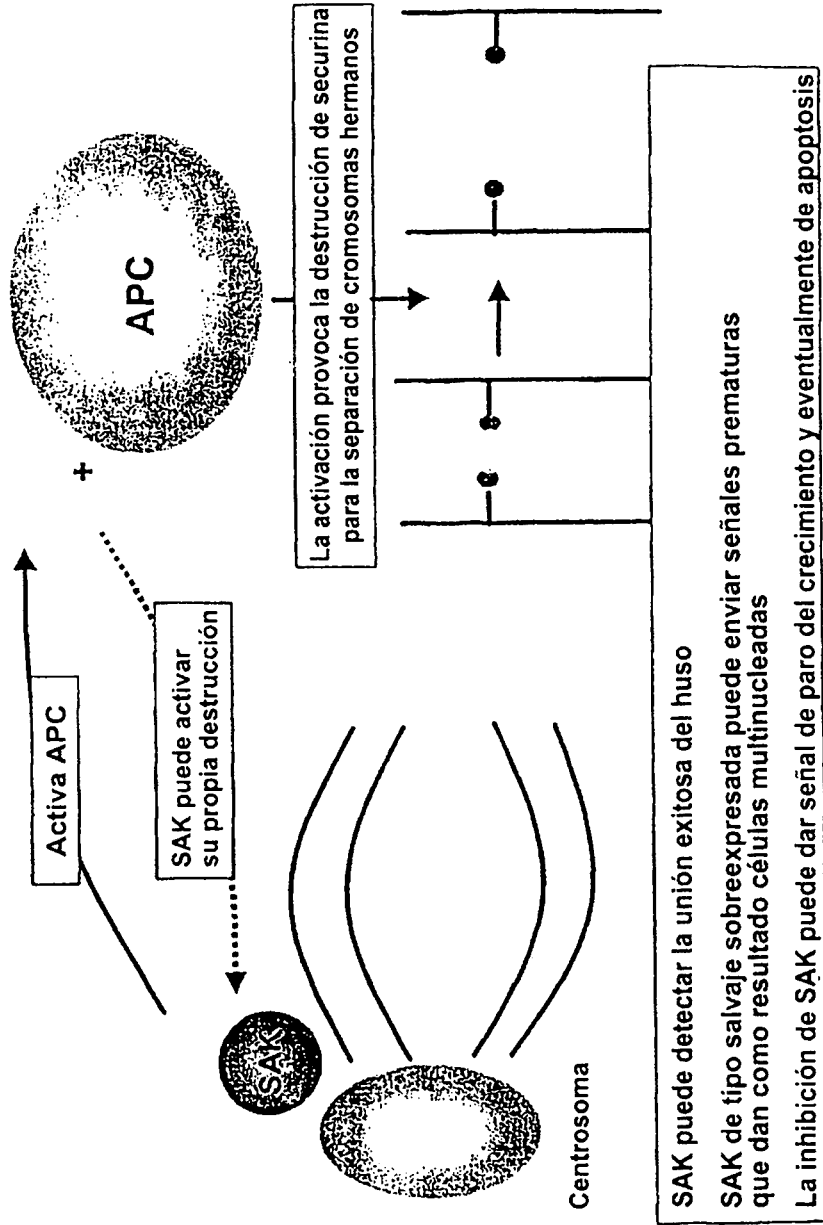 Activa APC
SAK puede activar
su propia destrucción
+
APC
SAK
La activación provoca la destrucción de securina
para la separación de cromosomas hermanos
Centrosoma
SAK puede detectar la unión exitosa del huso
SAK de tipo salvaje sobreexpresada puede enviar señales prematuras
que dan como resultado células multinucleadas
La inhibición de SAK puede dar señal de paro del crecimiento y eventualmente de apoptosis